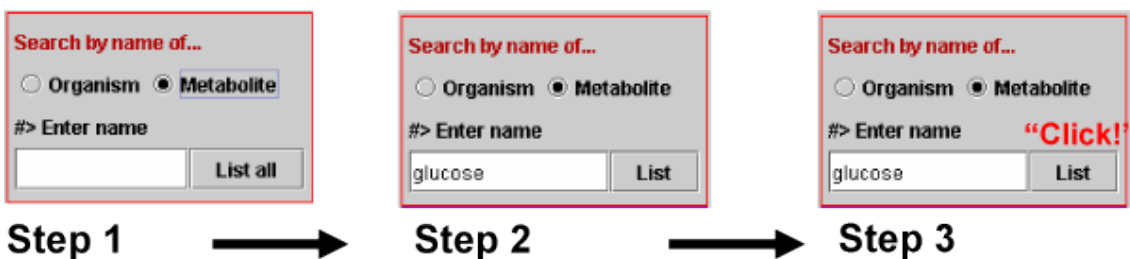 Search by name of...
Organism Metabolite
#> Enter name
List all
Step 1
Search by name of...
Organism Metabolite
#> Enter name
glucose List
Step 2
Search by name of...
Organism Metabolite
#> Enter name "Click!"
glucose List
Step 3